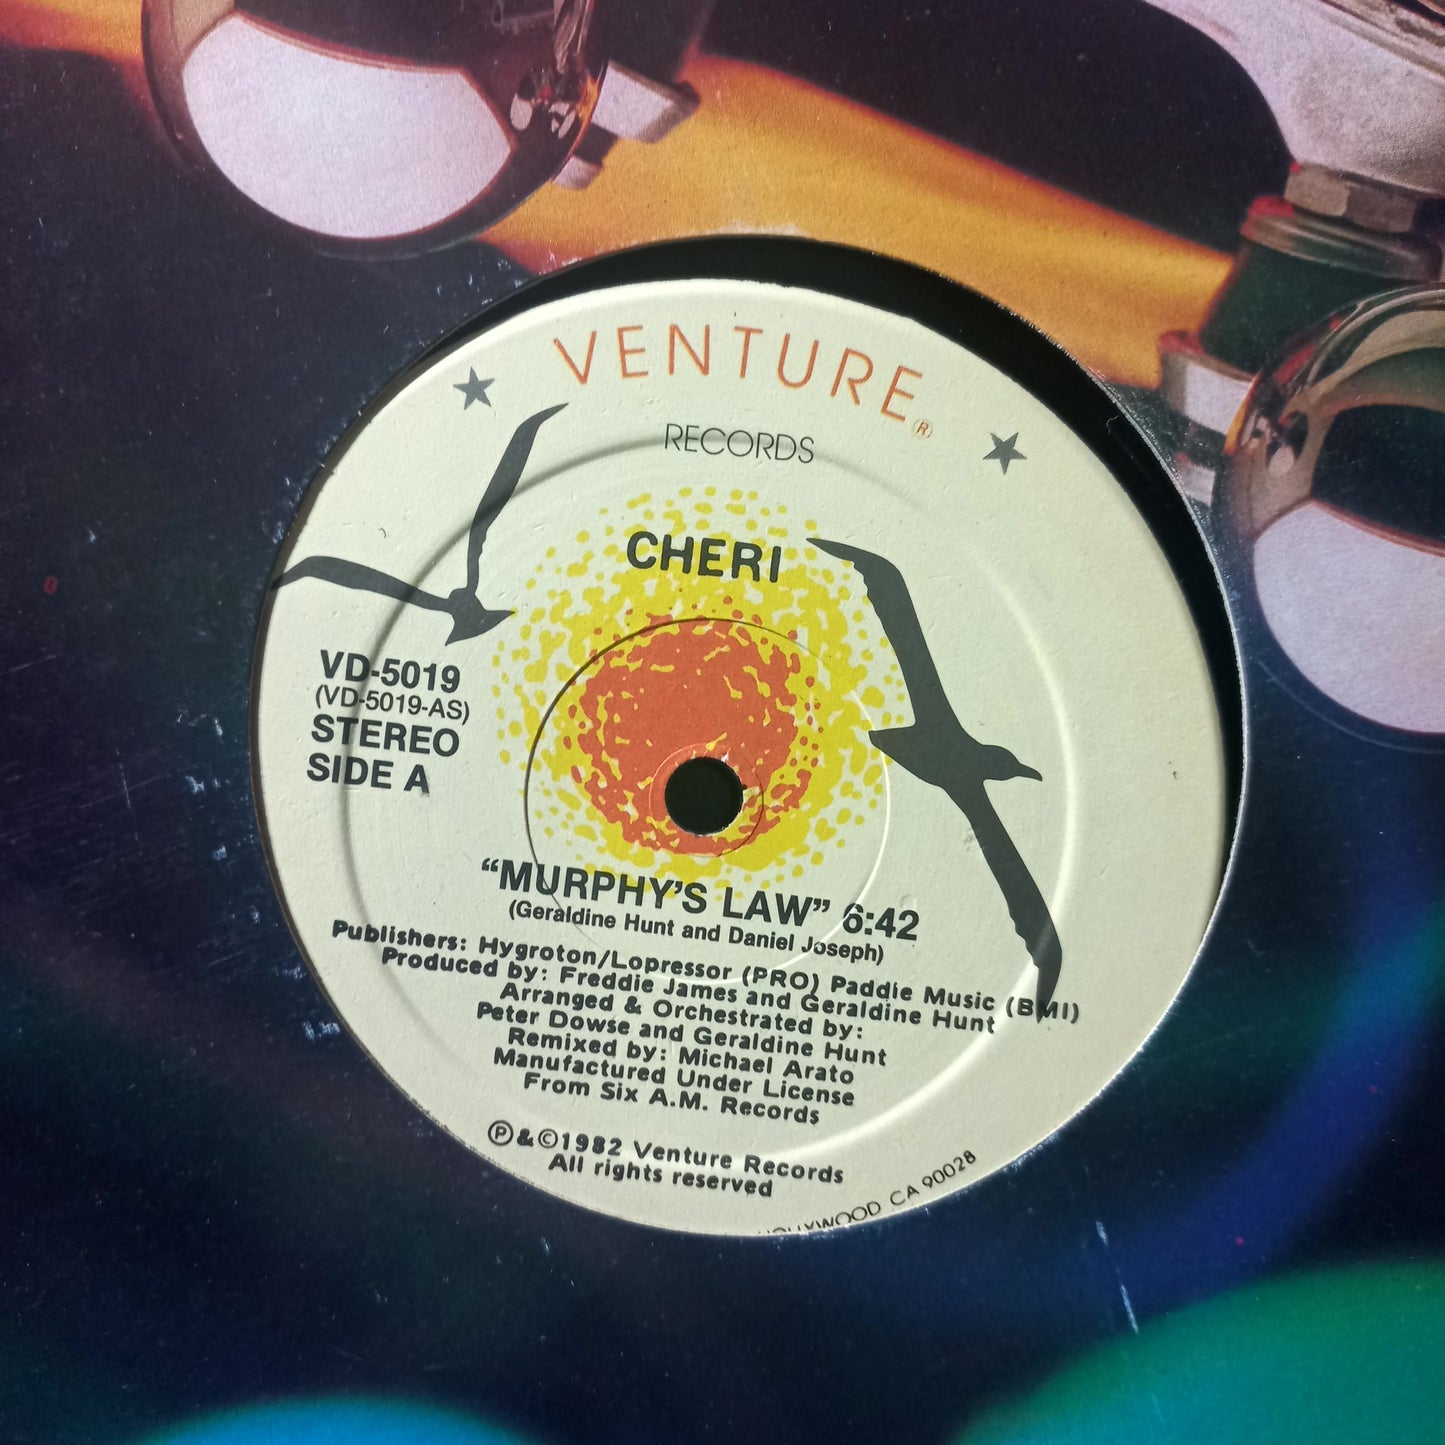 VENTURE®
RECORDS
CHERI
VD-5019
(VD-5019-AS)
STEREO
SIDE A
“MURPHY’S LAW” 6:42
(Geraldine Hunt and Daniel Joseph)
Publishers: Hygroton/Lopressor (PRO) Paddle Music (BMI)
Produced by: Freddie James and Geraldine Hunt
Arranged & Orchestrated by:
Peter Dowse and Geraldine Hunt
Remixed by: Michael Arato
Manufactured Under License
From Six A.M. Records
℗&©1982 Venture Records
All rights reserved
HOLLYWOOD CA 90028